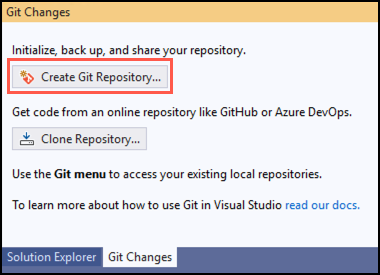 Git Changes
Initialize, back up, and share your repository.
Create Git Repository...
Get code from an online repository like GitHub or Azure DevOps.
Clone Repository...
Use the Git menu to access your existing local repositories.
To learn more about how to use Git in Visual Studio read our docs.
Solution Explorer Git Changes